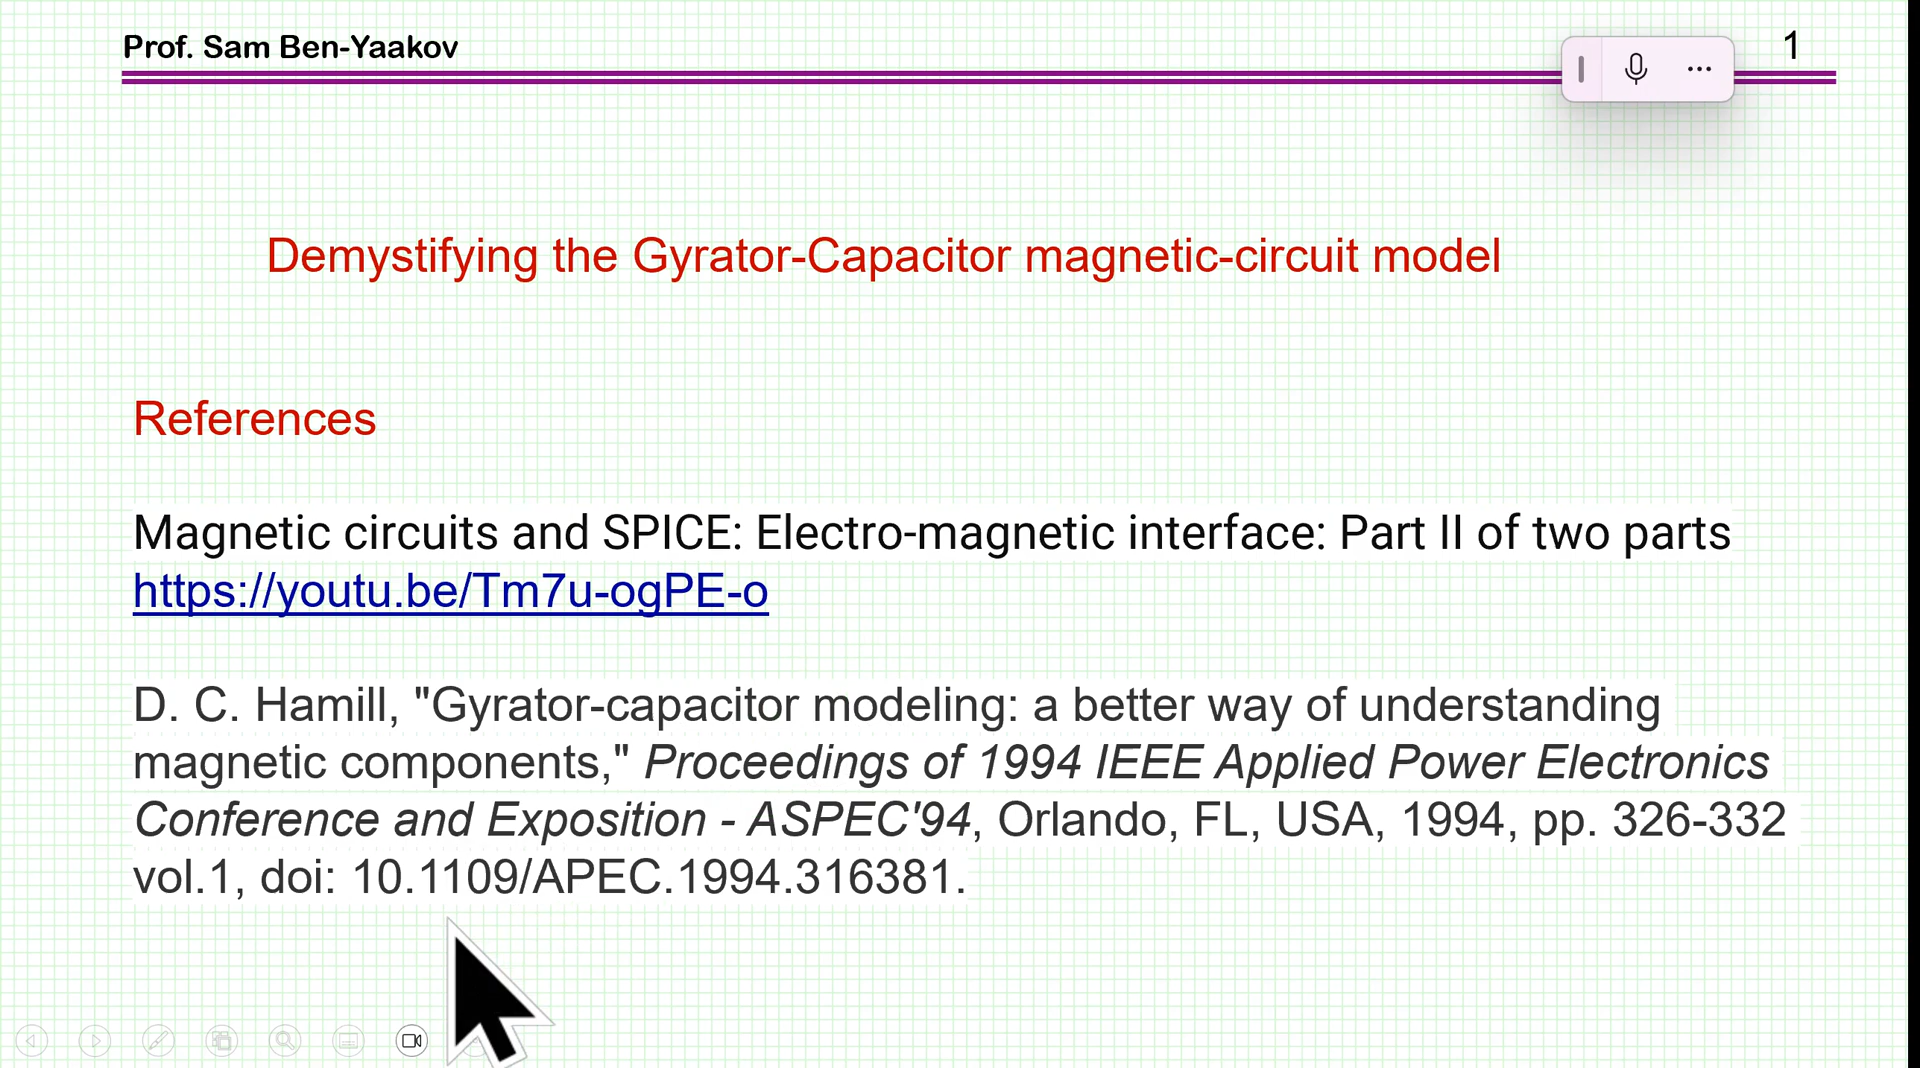 Prof. Sam Ben-Yaakov
1
Demystifying the Gyrator-Capacitor magnetic-circuit model
References
Magnetic circuits and SPICE: Electro-magnetic interface: Part II of two parts
https://youtu.be/Tm7u-ogPE-o
D. C. Hamill, "Gyrator-capacitor modeling: a better way of understanding
magnetic components," Proceedings of 1994 IEEE Applied Power Electronics
Conference and Exposition - ASPEC'94, Orlando, FL, USA, 1994, pp. 326-332
vol.1, doi: 10.1109/APEC.1994.316381.